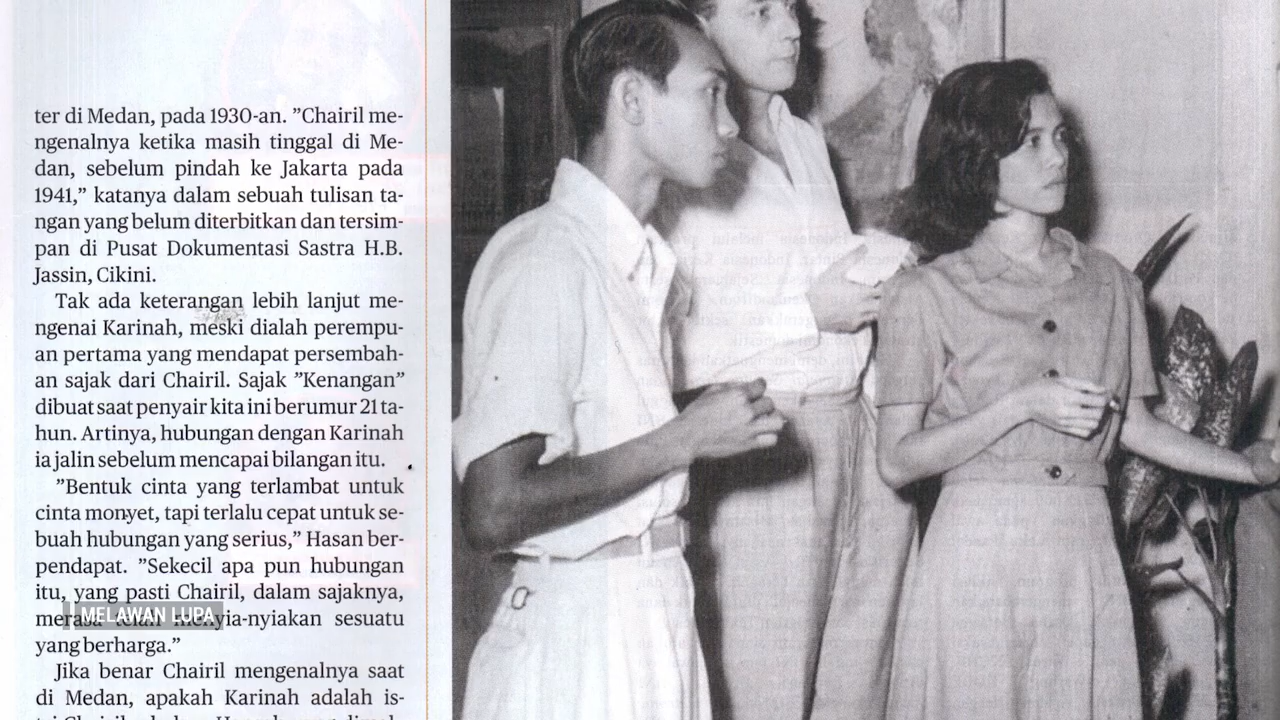 ter di Medan, pada 1930-an. ”Chairil me-
ngenalnya ketika masih tinggal di Me-
dan, sebelum pindah ke Jakarta pada
1941,” katanya dalam sebuah tulisan ta-
ngan yang belum diterbitkan dan tersim-
pan di Pusat Dokumentasi Sastra H.B.
Jassin, Cikini.
Tak ada keterangan lebih lanjut me-
ngenai Karinah, meski dialah perempu-
an pertama yang mendapat persembah-
an sajak dari Chairil. Sajak ”Kenangan”
dibuat saat penyair kita ini berumur 21 ta-
hun. Artinya, hubungan dengan Karinah
ia jalin sebelum mencapai bilangan itu.
”Bentuk cinta yang terlambat untuk
cinta monyet, tapi terlalu cepat untuk se-
buah hubungan yang serius,” Hasan ber-
pendapat. ”Sekecil apa pun hubungan
itu, yang pasti Chairil, dalam sajaknya,
merasa telah menyia-nyiakan sesuatu
MELAWAN LUPA
yang berharga.”
Jika benar Chairil mengenalnya saat
di Medan, apakah Karinah adalah is-